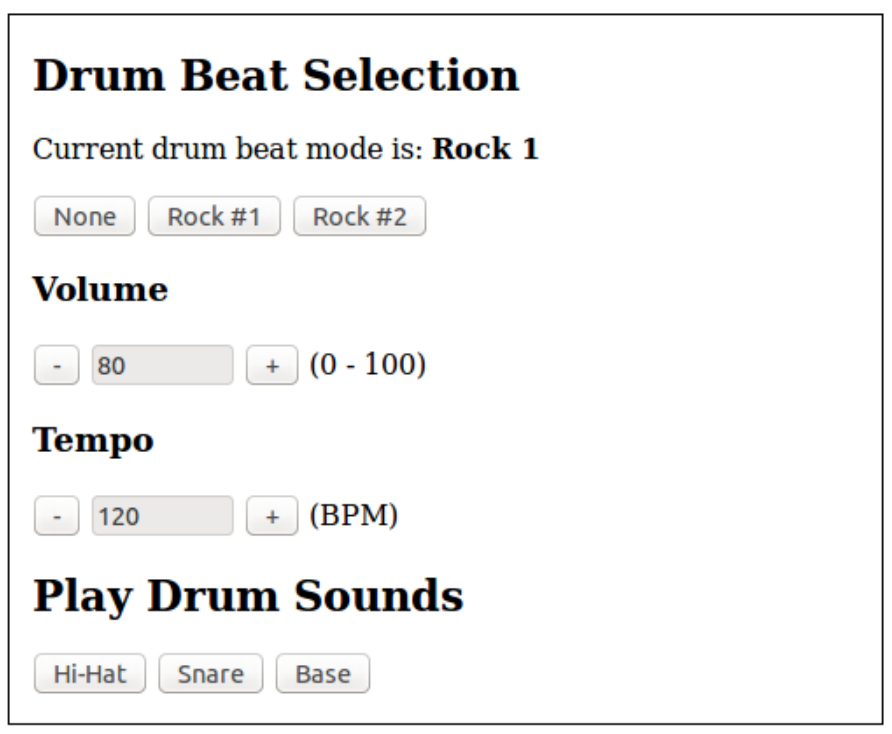 Drum Beat Selection
Current drum beat mode is: Rock 1
None Rock #1 Rock #2
Volume
- 80 + (0 - 100)
Tempo
- 120 + (BPM)
Play Drum Sounds
Hi-Hat Snare Base